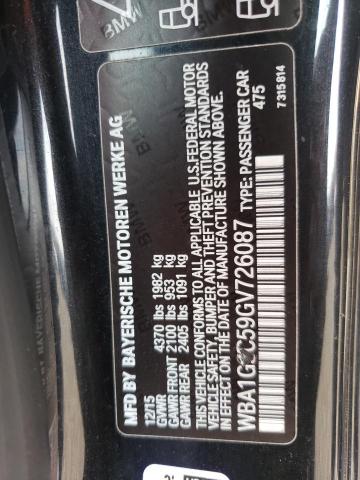 MFD BY BAYERISCHE MOTOREN WERKE AG
12/15
GVWR 4370 lbs 1982 kg
GAWR FRONT 2100 lbs 953 kg
GAWR REAR 2405 lbs 1091 kg
THIS VEHICLE CONFORMS TO ALL APPLICABLE U.S. FEDERAL MOTOR
VEHICLE SAFETY, BUMPER, AND THEFT PREVENTION STANDARDS
IN EFFECT ON THE DATE OF MANUFACTURE SHOWN ABOVE.
TYPE: PASSENGER CAR
475
7315814
BMW
BMW